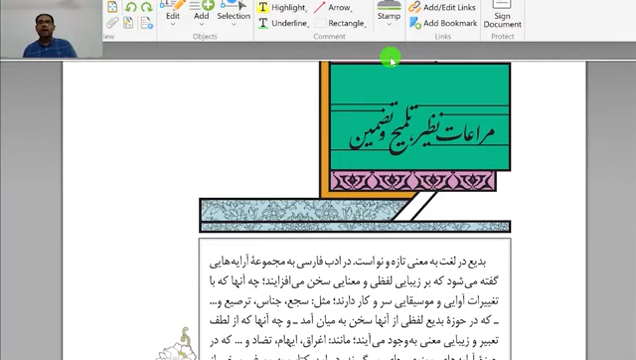 Edit
Add
Selection
Highlight
Arrow
Stamp
Add/Edit Links
Sign
Document
Underline
Rectangle
Add Bookmark
Objects
Comment
Links
Protect
مراعات نظیر، تلمیح و تضمین
بدیع در لغت به معنی تازه و نو است. در ادب فارسی به مجموعهٔ آرایه‌هایی
گفته می‌شود که بر زیبایی لفظی و معنایی سخن می‌افزایند؛ چه آنها که با
تغییرات آوایی و موسیقایی سر و کار دارند؛ مثل: سجع، جناس، ترصیع و...
ـ که در حوزهٔ بدیع لفظی از آنها سخن به میان آمد ـ و چه آنها که از لطف
تعبیر و زیبایی معنی به‌وجود می‌آیند؛ مانند: اغراق، ایهام، تضاد و ... که در